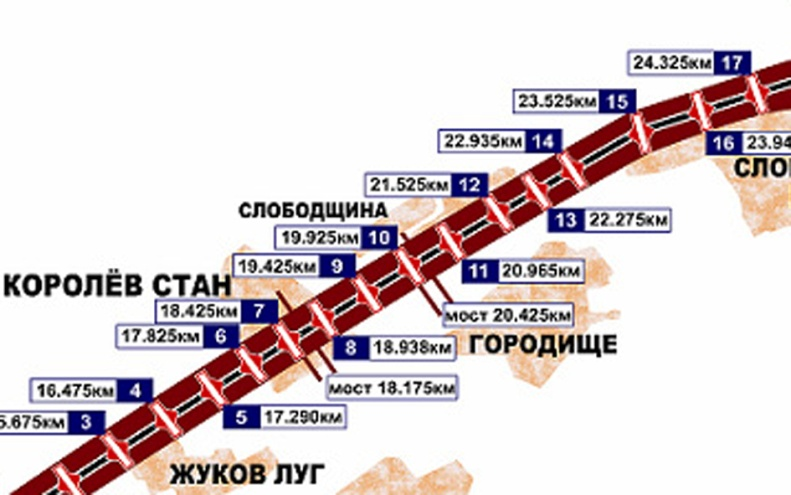 24.325км 17
23.525км 15
22.935км 14
16 23.94
СЛО
21.525км 12
СЛОБОДЩИНА
13 22.275км
19.925км 10
19.425км 9
11 20.965км
КОРОЛЁВ СТАН
18.425км 7
мост 20.425км
17.825км 6
8 18.938км
ГОРОДИЩЕ
16.475км 4
мост 18.175км
5.675км 3
5 17.290км
ЖУКОВ ЛУГ